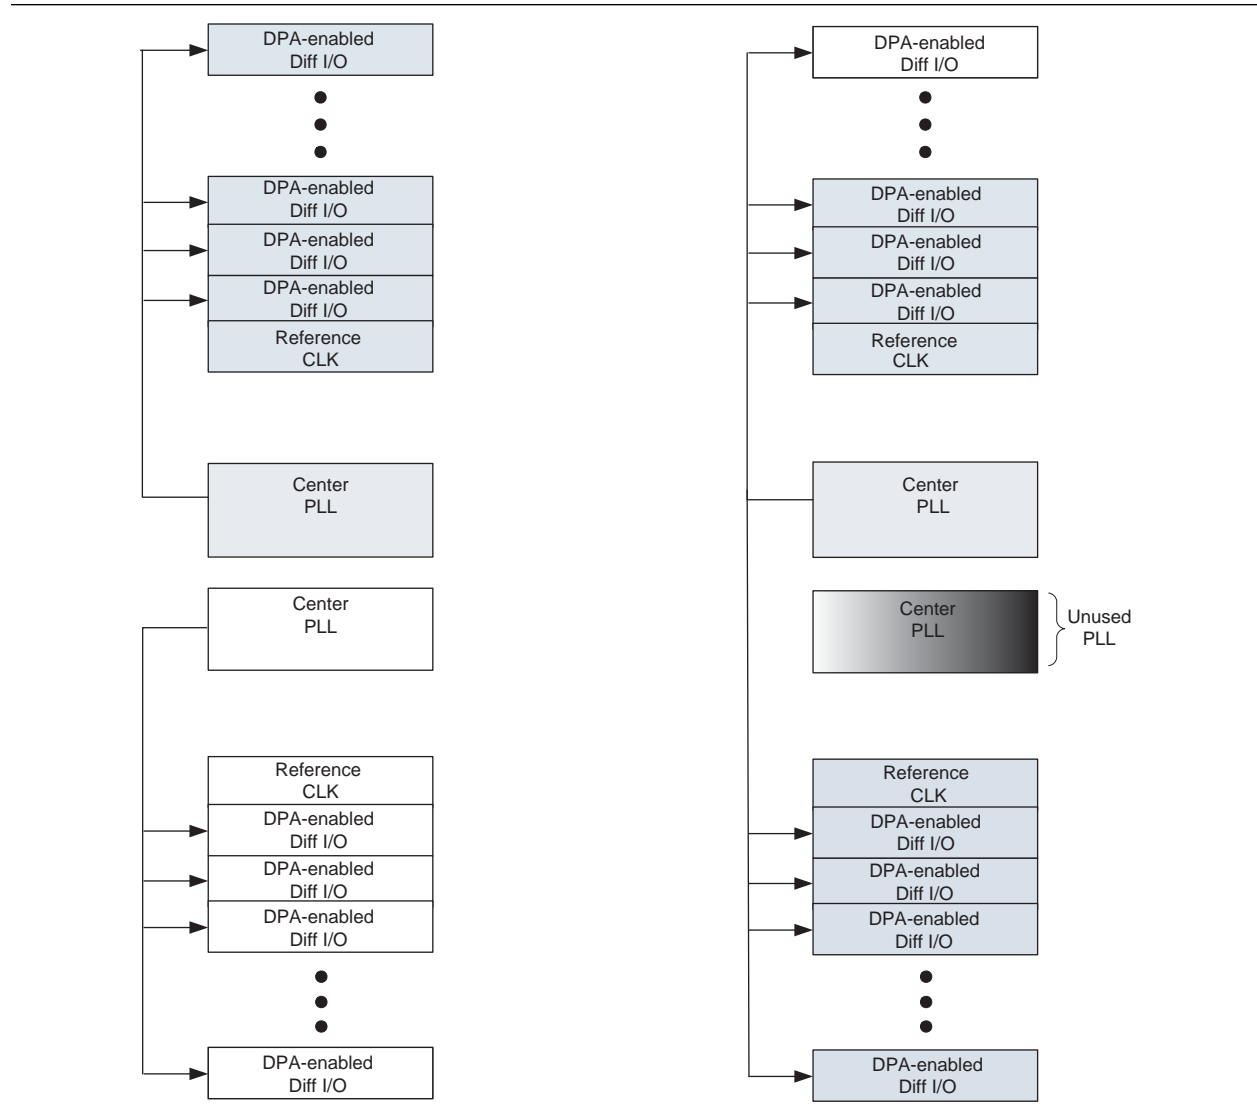 DPA-enabled
Diff I/O
DPA-enabled
Diff I/O
DPA-enabled
Diff I/O
DPA-enabled
Diff I/O
Reference
CLK
Center
PLL
Center
PLL
Reference
CLK
DPA-enabled
Diff I/O
DPA-enabled
Diff I/O
DPA-enabled
Diff I/O
DPA-enabled
Diff I/O
DPA-enabled
Diff I/O
DPA-enabled
Diff I/O
DPA-enabled
Diff I/O
DPA-enabled
Diff I/O
Reference
CLK
Center
PLL
Center
PLL
Unused
PLL
Reference
CLK
DPA-enabled
Diff I/O
DPA-enabled
Diff I/O
DPA-enabled
Diff I/O
DPA-enabled
Diff I/O